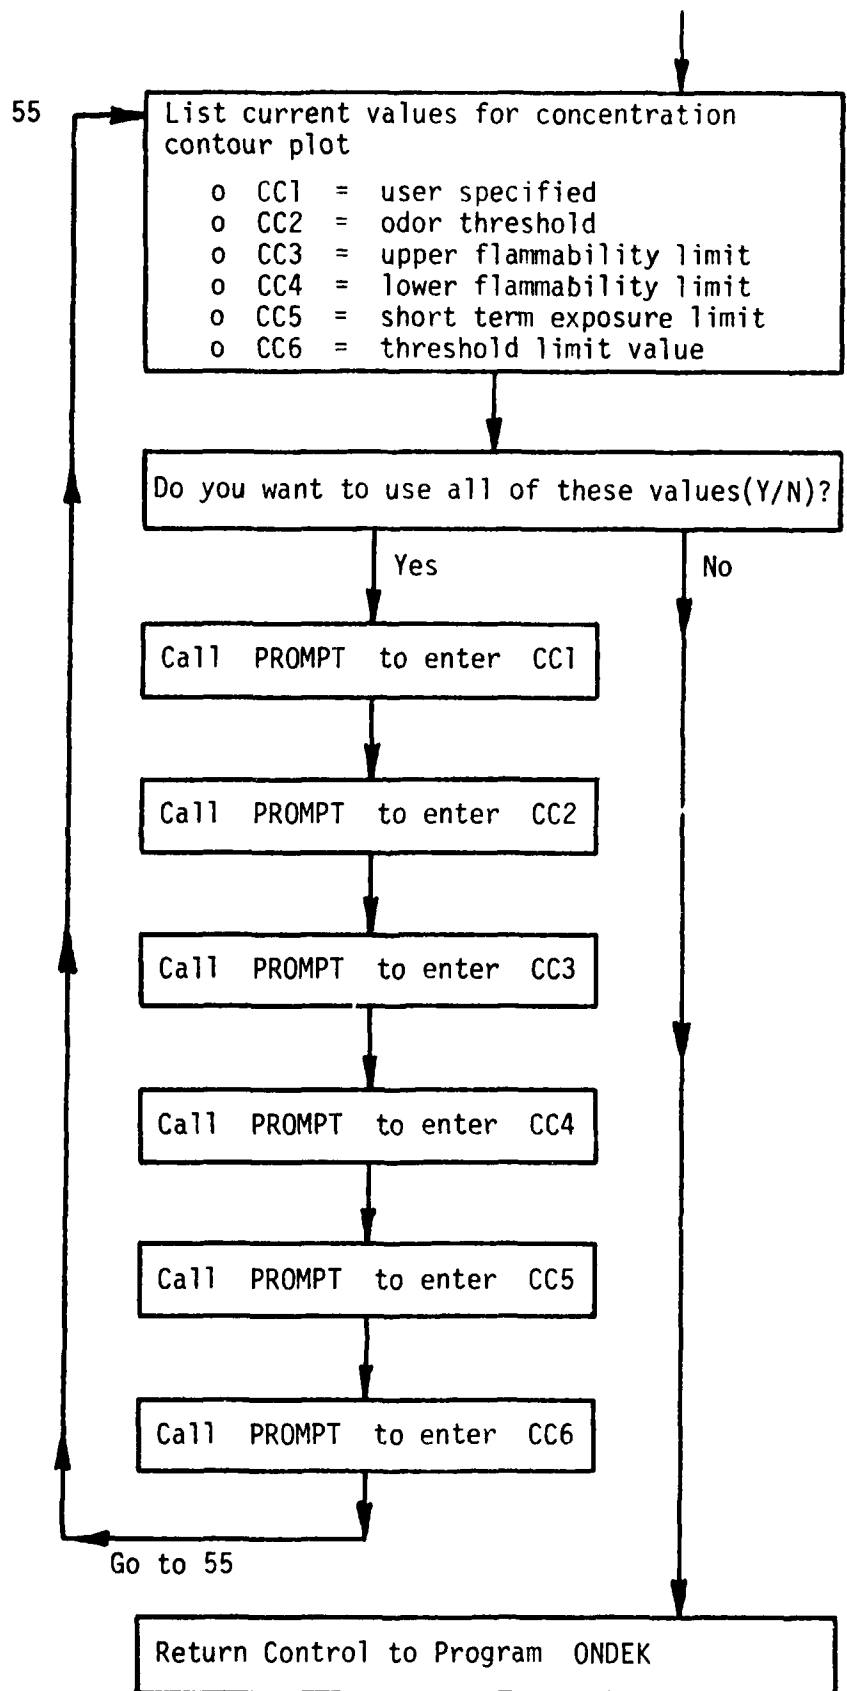 55
List current values for concentration
contour plot
o CC1 = user specified
o CC2 = odor threshold
o CC3 = upper flammability limit
o CC4 = lower flammability limit
o CC5 = short term exposure limit
o CC6 = threshold limit value
Do you want to use all of these values(Y/N)?
Yes
No
Call PROMPT to enter CC1
Call PROMPT to enter CC2
Call PROMPT to enter CC3
Call PROMPT to enter CC4
Call PROMPT to enter CC5
Call PROMPT to enter CC6
Go to 55
Return Control to Program ONDEK